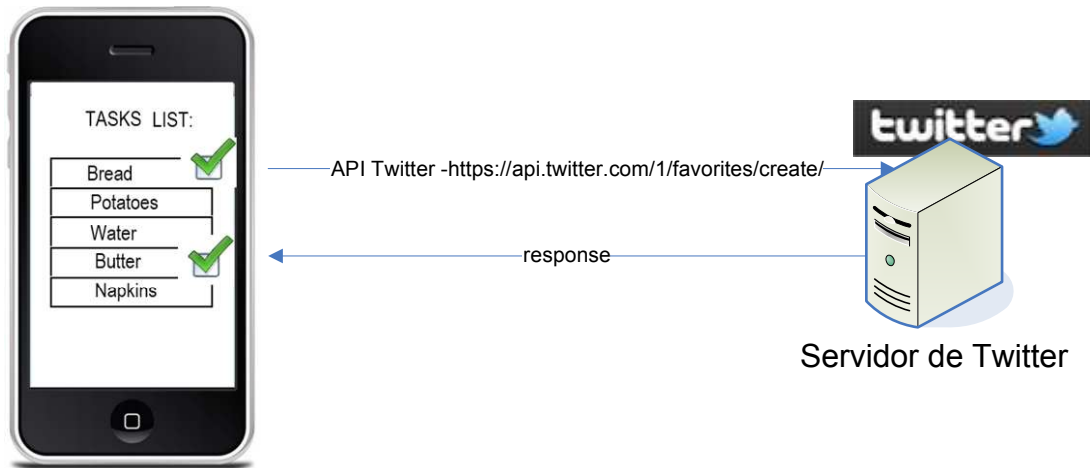 TASKS LIST:
Bread
Potatoes
Water
Butter
Napkins
API Twitter -https://api.twitter.com/1/favorites/create/
response
twitter
Servidor de Twitter